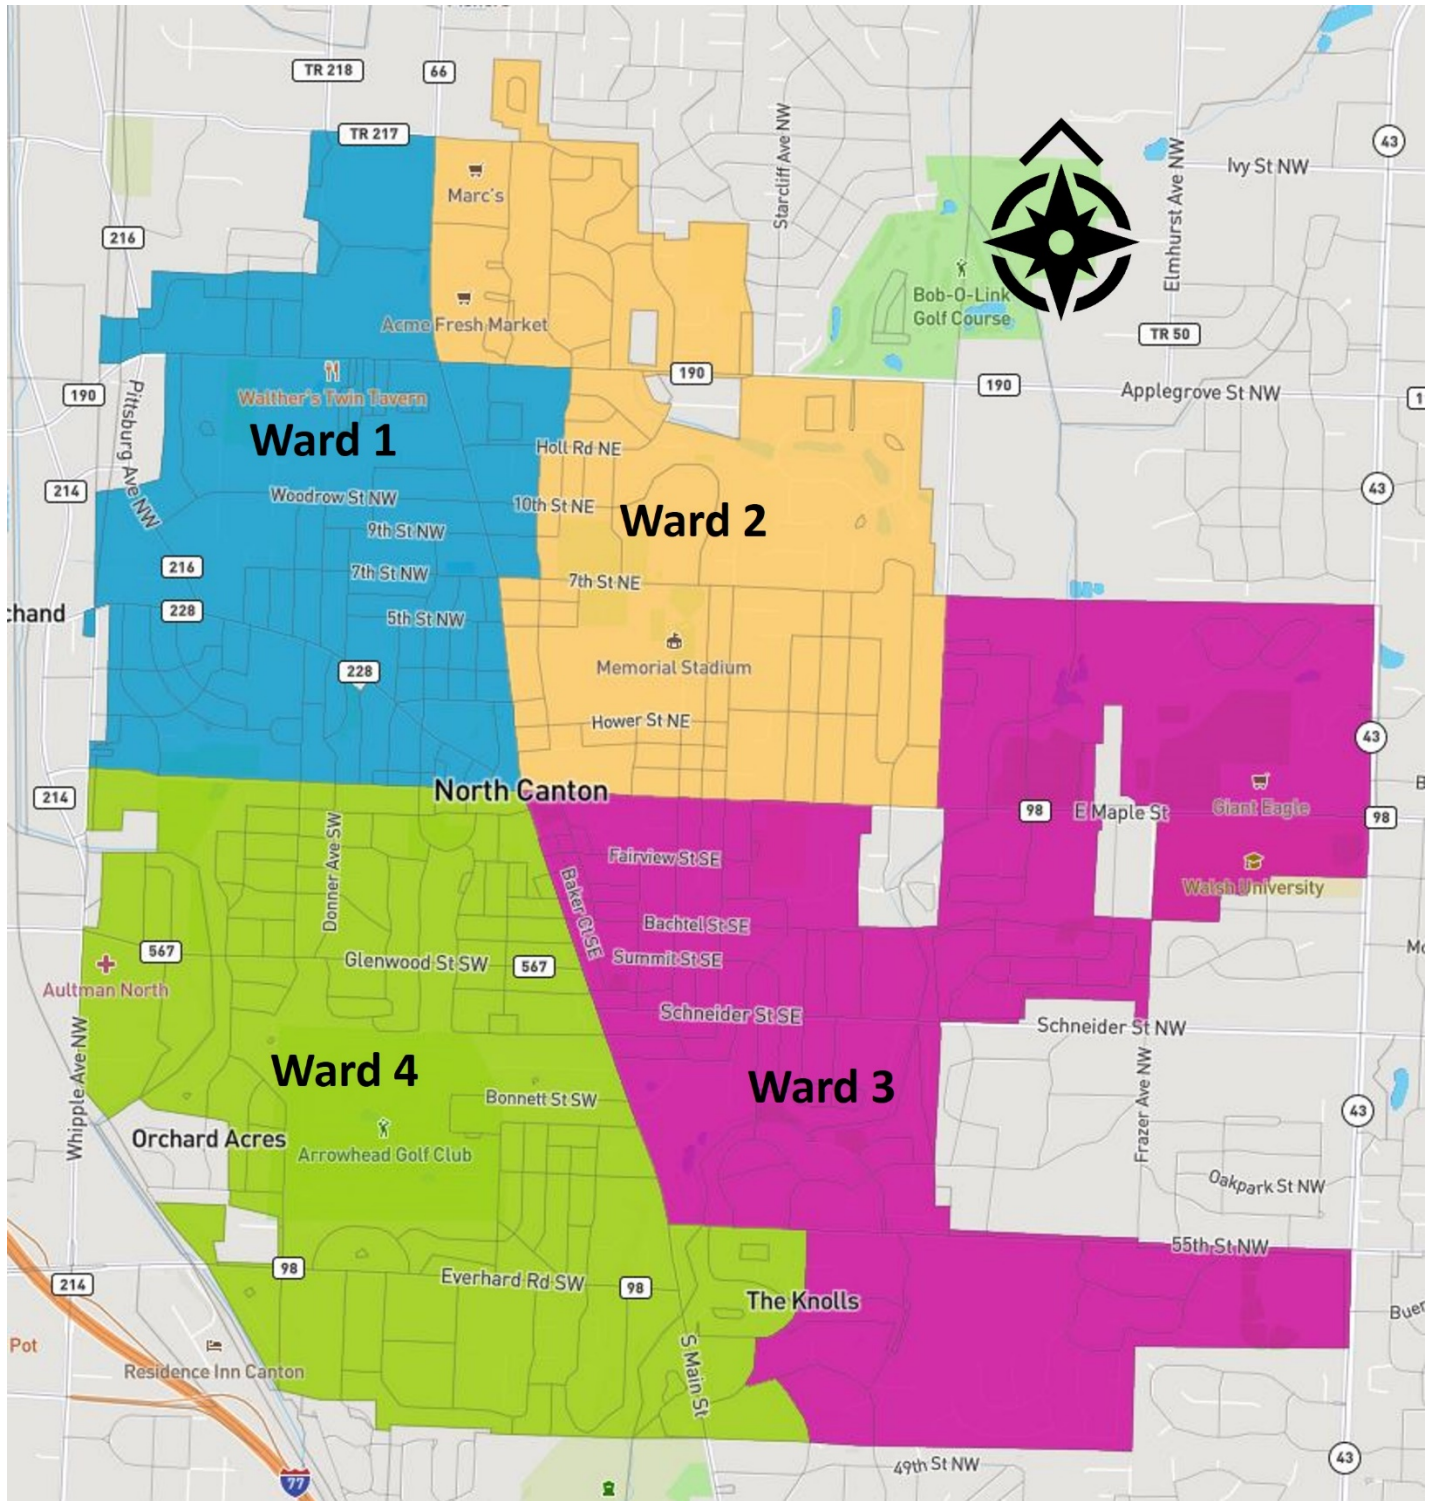 TR 218
66
TR 217
43
Ivy St NW
Marc's
Starcliff Ave NW
Elmhurst Ave NW
216
Bob-O-Link
Golf Course
Acme Fresh Market
TR 50
190
190
190
Applegrove St NW
1
Walther's Twin Tavern
Pittsburg Ave NW
Ward 1
Holl Rd NE
214
Woodrow St NW
10th St NE
43
9th St NW
Ward 2
216
7th St NW
7th St NE
chand
228
5th St NW
228
Memorial Stadium
Hower St NE
43
214
North Canton
98
E Maple St
Giant Eagle
98
B
Donner Ave SW
Fairview St SE
Baker Ct SE
Walsh University
Bachtel St SE
567
Glenwood St SW
567
Summit St SE
Mo
Aultman North
Schneider St SE
Schneider St NW
Whipple Ave NW
Ward 4
Ward 3
Frazer Ave NW
Bonnett St SW
43
Orchard Acres
Arrowhead Golf Club
Oakpark St NW
55th St NW
98
Everhard Rd SW
98
214
The Knolls
Buer
Pot
S Main St
Residence Inn Canton
49th St NW
43
77